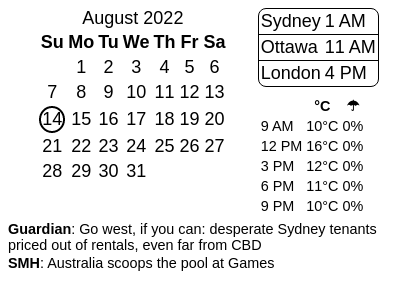 August 2022
Su Mo Tu We Th Fr Sa
1 2 3 4 5 6
7 8 9 10 11 12 13
14 15 16 17 18 19 20
21 22 23 24 25 26 27
28 29 30 31
Sydney 1 AM
Ottawa 11 AM
London 4 PM
°C ☂
9 AM 10°C 0%
12 PM 16°C 0%
3 PM 12°C 0%
6 PM 11°C 0%
9 PM 10°C 0%
Guardian: Go west, if you can: desperate Sydney tenants
priced out of rentals, even far from CBD
SMH: Australia scoops the pool at Games